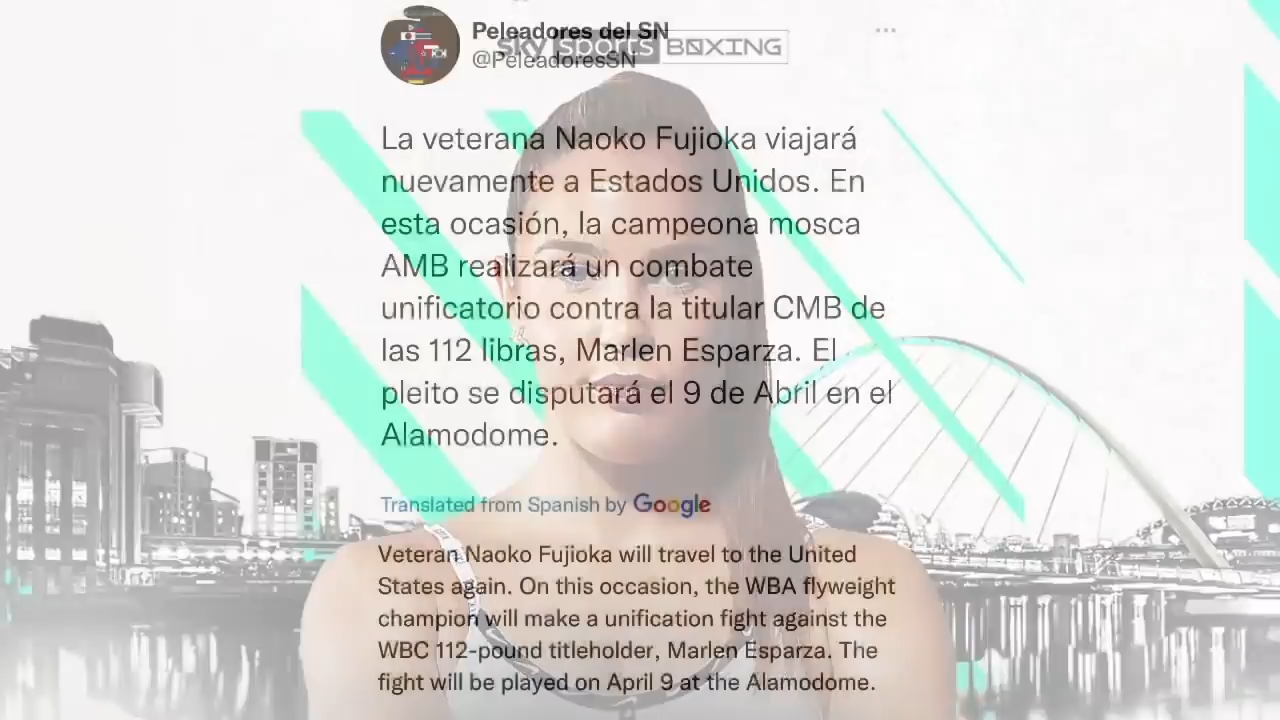 Peleadores del SN
sky sports BOXING
@PeleadoresSN
La veterana Naoko Fujioka viajará
nuevamente a Estados Unidos. En
esta ocasión, la campeona mosca
AMB realizará un combate
unificatorio contra la titular CMB de
las 112 libras, Marlen Esparza. El
pleito se disputará el 9 de Abril en el
Alamodome.
Translated from Spanish by Google
Veteran Naoko Fujioka will travel to the United
States again. On this occasion, the WBA flyweight
champion will make a unification fight against the
WBC 112-pound titleholder, Marlen Esparza. The
fight will be played on April 9 at the Alamodome.